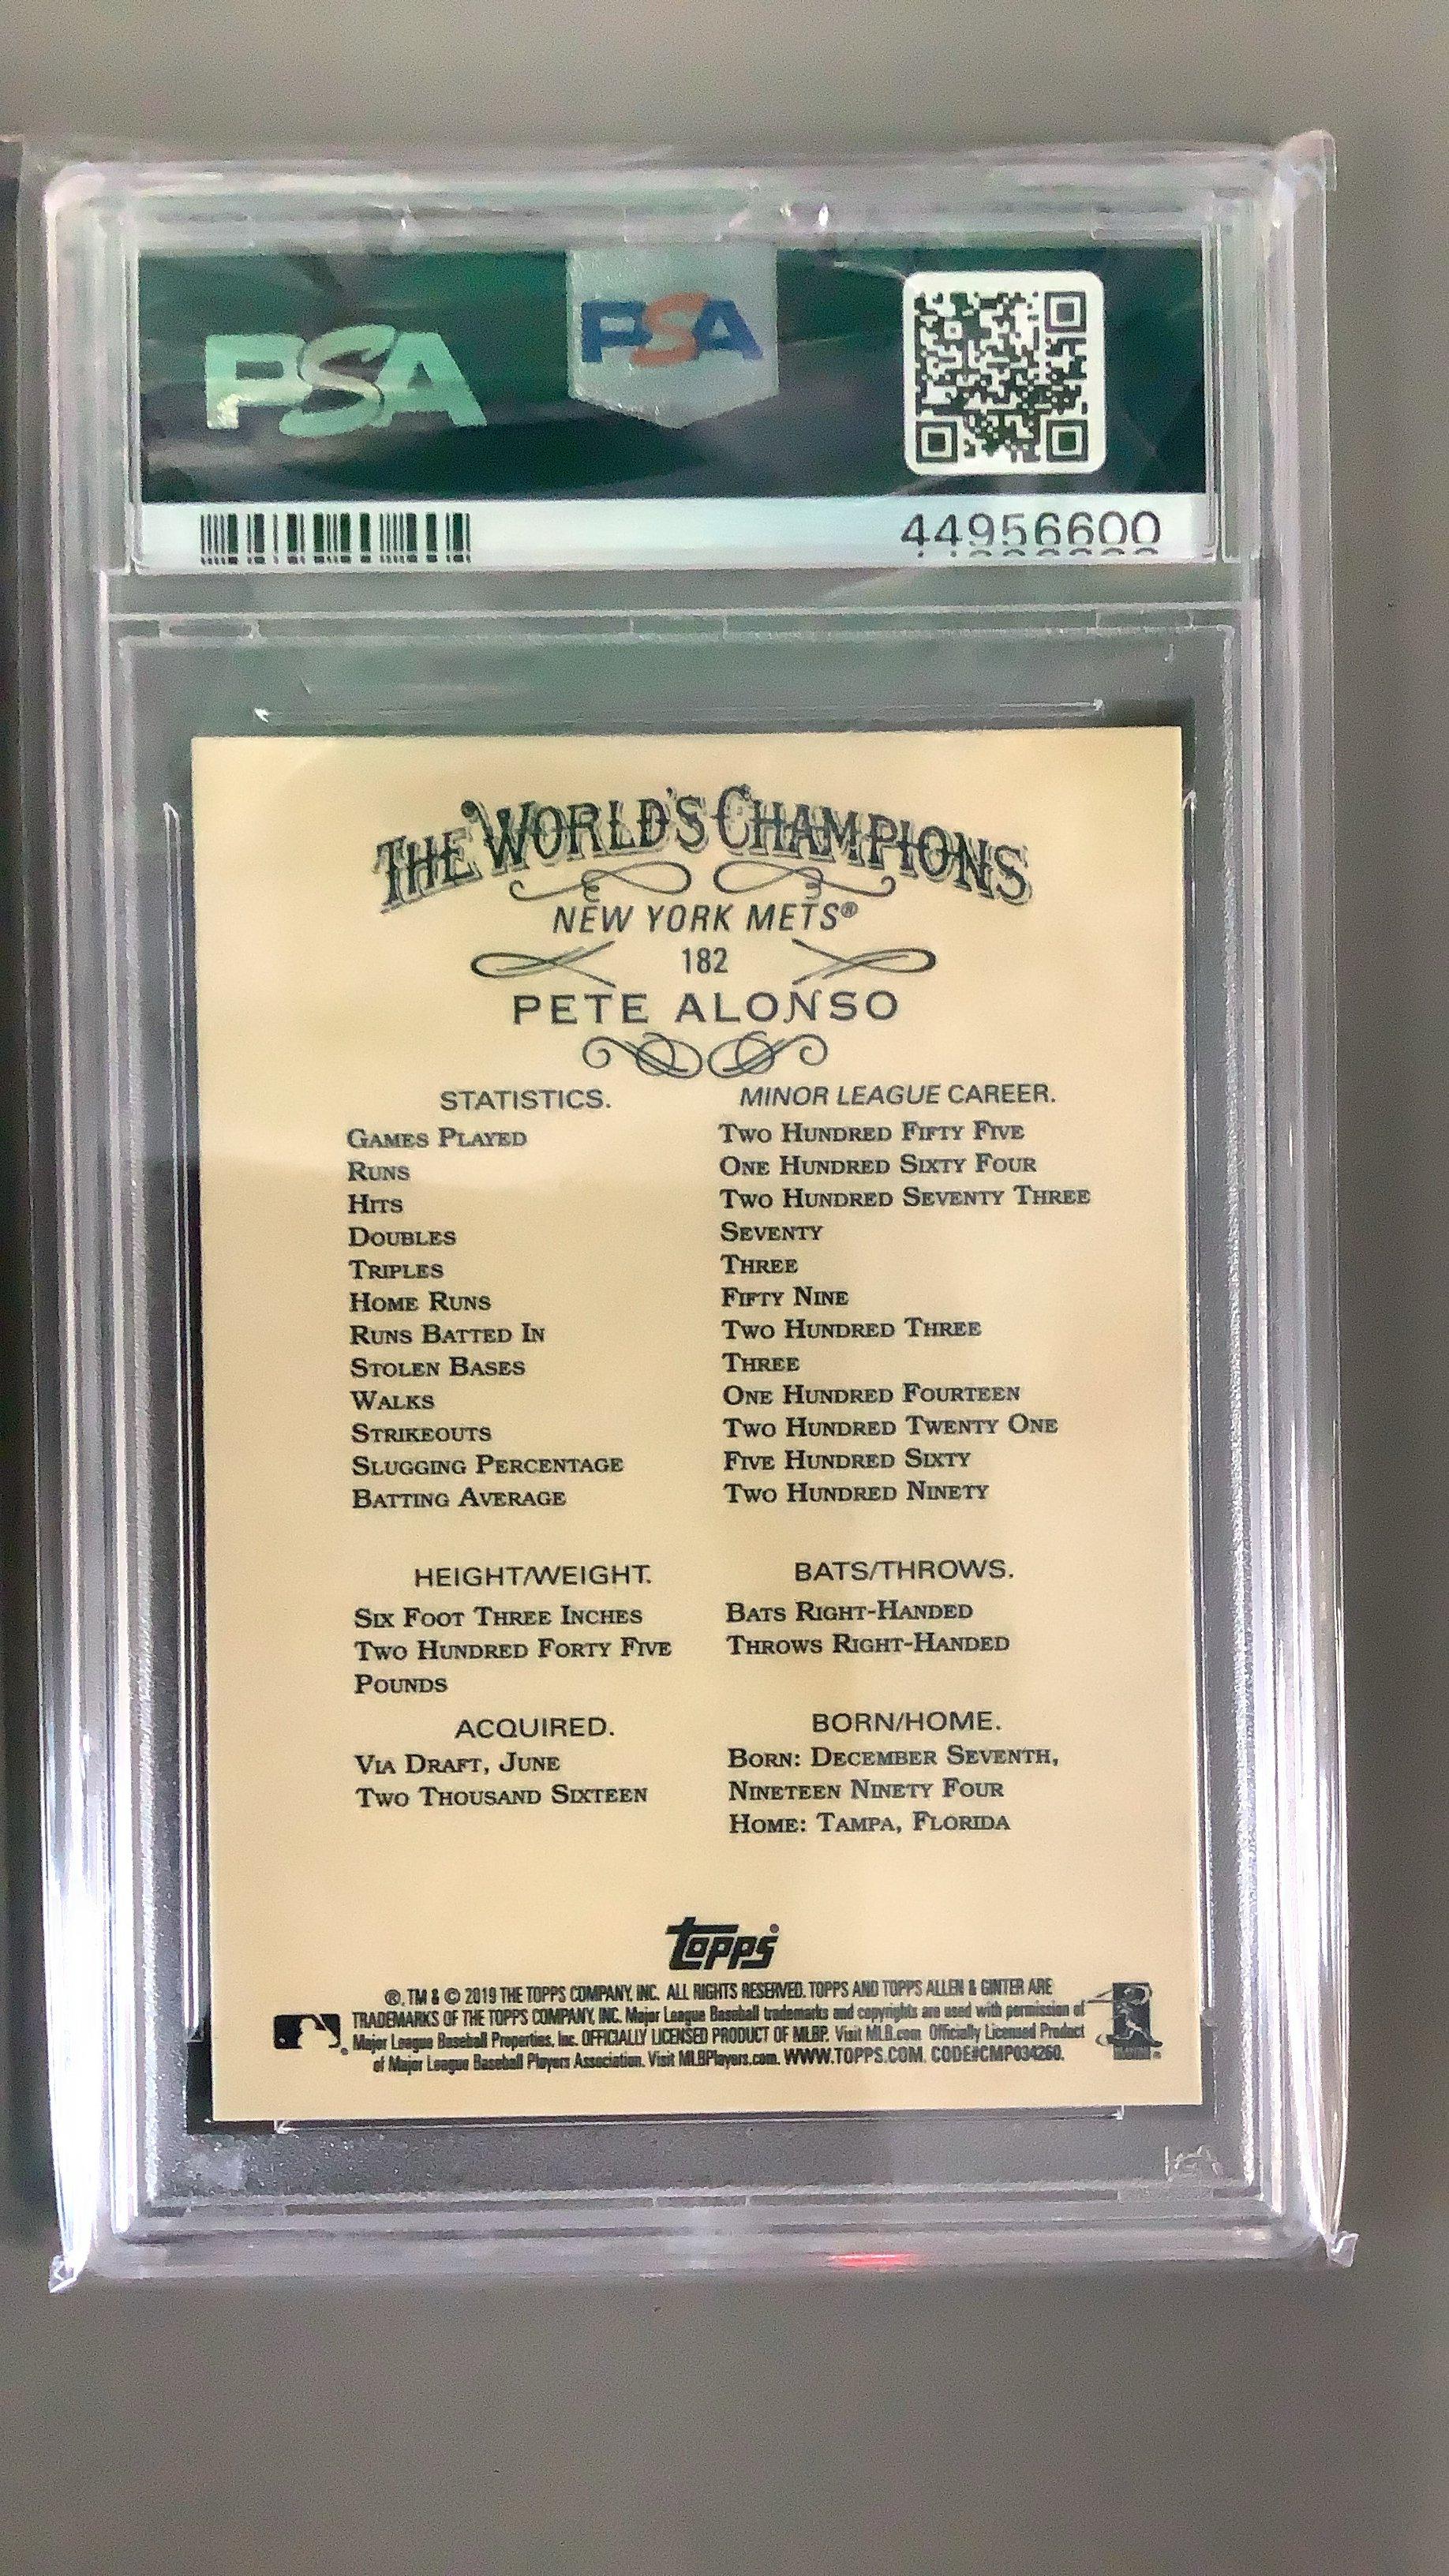 PSA
PSA
44956600
THE WORLD'S CHAMPIONS
NEW YORK METS®
182
PETE ALONSO
STATISTICS. MINOR LEAGUE CAREER.
GAMES PLAYED TWO HUNDRED FIFTY FIVE
RUNS ONE HUNDRED SIXTY FOUR
HITS TWO HUNDRED SEVENTY THREE
DOUBLES SEVENTY
TRIPLES THREE
HOME RUNS FIFTY NINE
RUNS BATTED IN TWO HUNDRED THREE
STOLEN BASES THREE
WALKS ONE HUNDRED FOURTEEN
STRIKEOUTS TWO HUNDRED TWENTY ONE
SLUGGING PERCENTAGE FIVE HUNDRED SIXTY
BATTING AVERAGE TWO HUNDRED NINETY
HEIGHT/WEIGHT.
SIX FOOT THREE INCHES
TWO HUNDRED FORTY FIVE
POUNDS
BATS/THROWS.
BATS RIGHT-HANDED
THROWS RIGHT-HANDED
ACQUIRED.
VIA DRAFT, JUNE
TWO THOUSAND SIXTEEN
BORN/HOME.
BORN: DECEMBER SEVENTH,
NINETEEN NINETY FOUR
HOME: TAMPA, FLORIDA
topps
®, TM & © 2019 THE TOPPS COMPANY, INC. ALL RIGHTS RESERVED. TOPPS AND TOPPS ALLEN & GINTER ARE
TRADEMARKS OF THE TOPPS COMPANY, INC. Major League Baseball trademarks and copyrights are used with permission of
Major League Baseball Properties, Inc. OFFICIALLY LICENSED PRODUCT OF MLBP. Visit MLB.com Officially Licensed Product
of Major League Baseball Players Association. Visit MLBPlayers.com. WWW.TOPPS.COM. CODE#CMP034260.